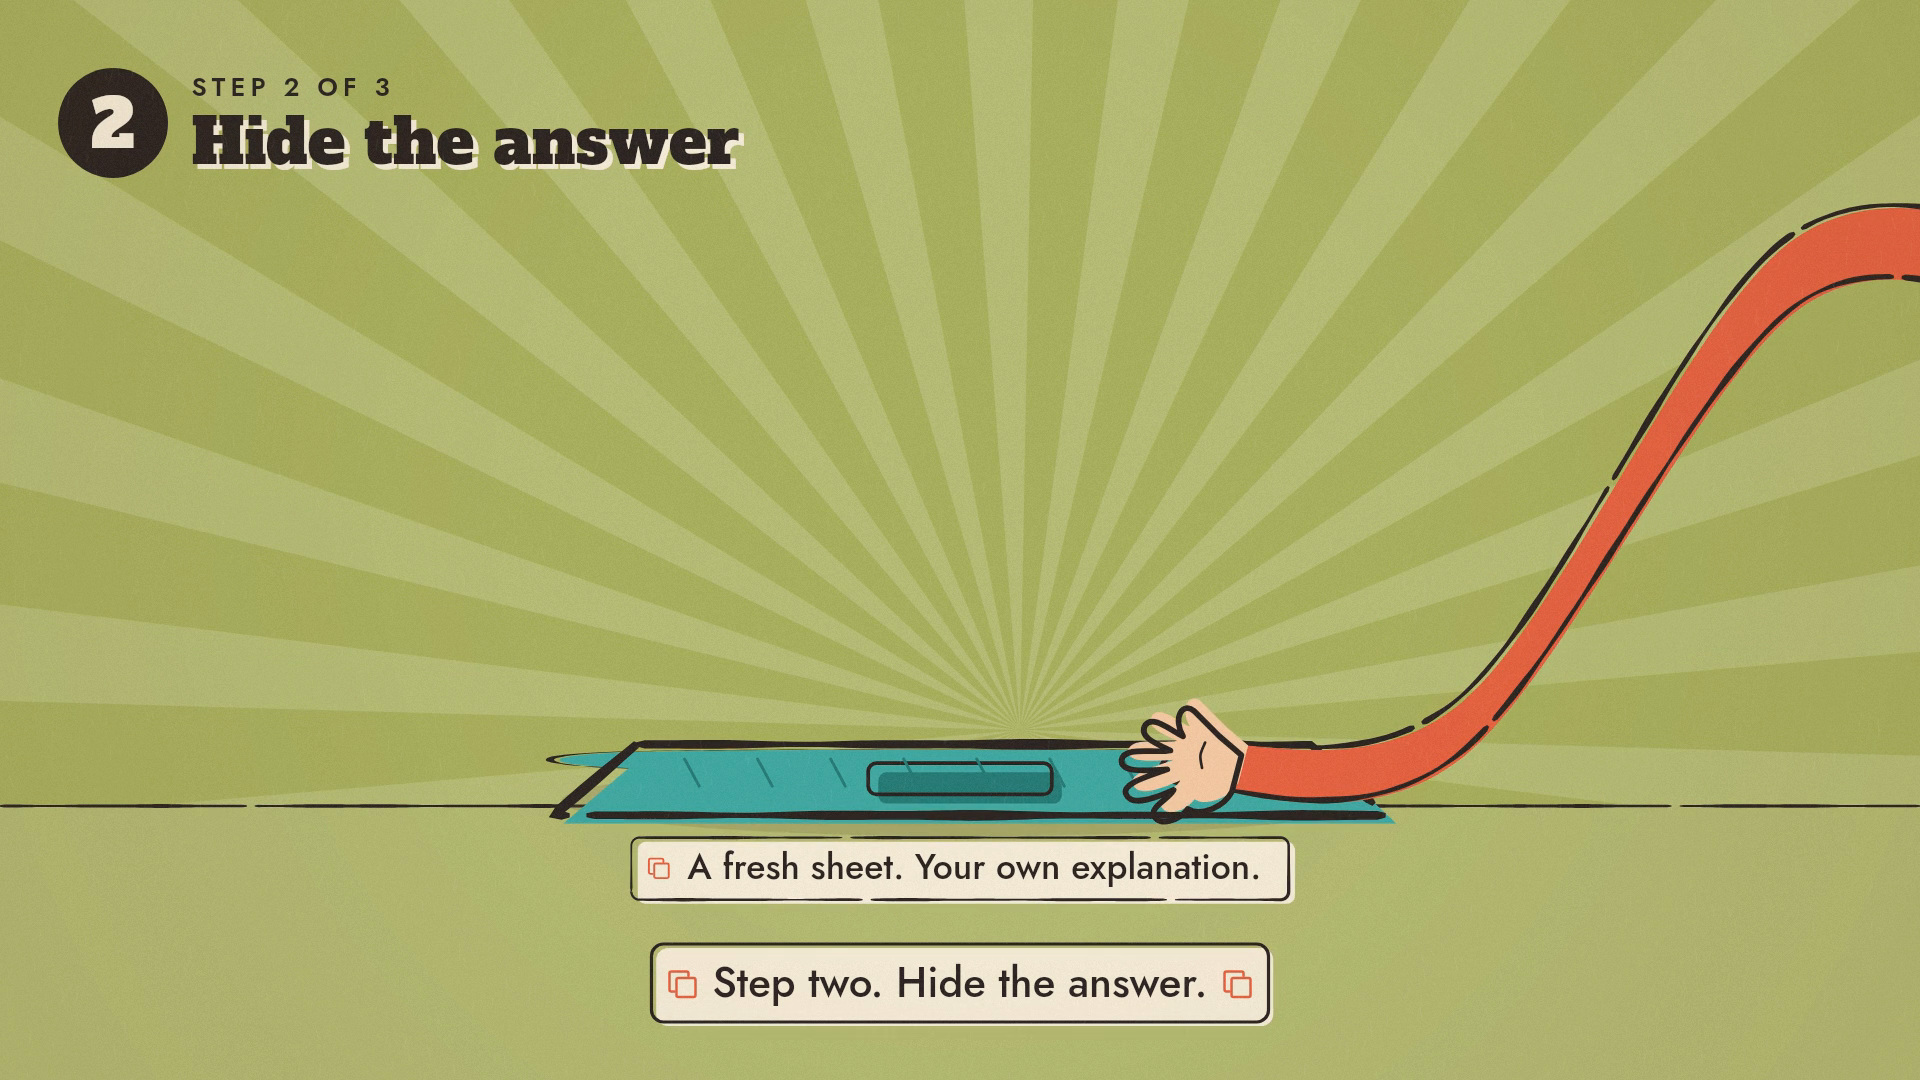 2
STEP 2 OF 3
Hide the answer
A fresh sheet. Your own explanation.
Step two. Hide the answer.